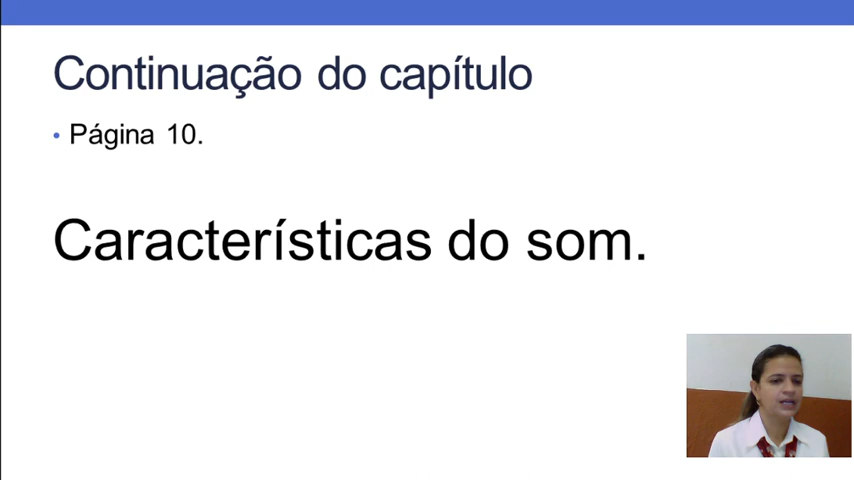 Continuação do capítulo
• Página 10.
Características do som.